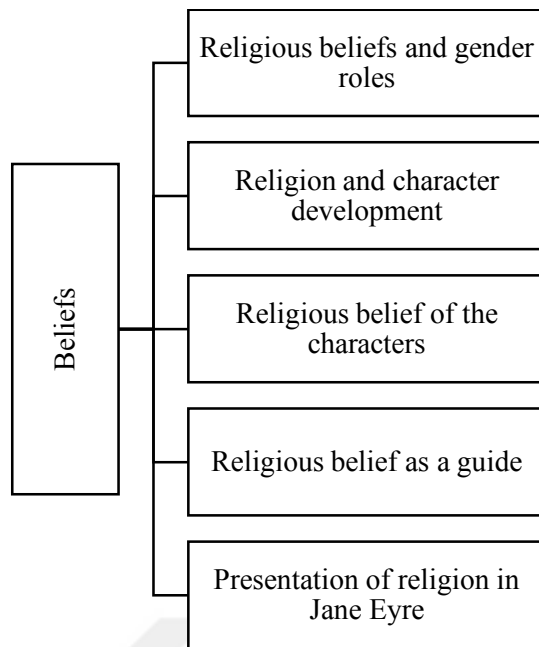 Beliefs
Religious beliefs and gender
roles
Religion and character
development
Religious belief of the
characters
Religious belief as a guide
Presentation of religion in
Jane Eyre